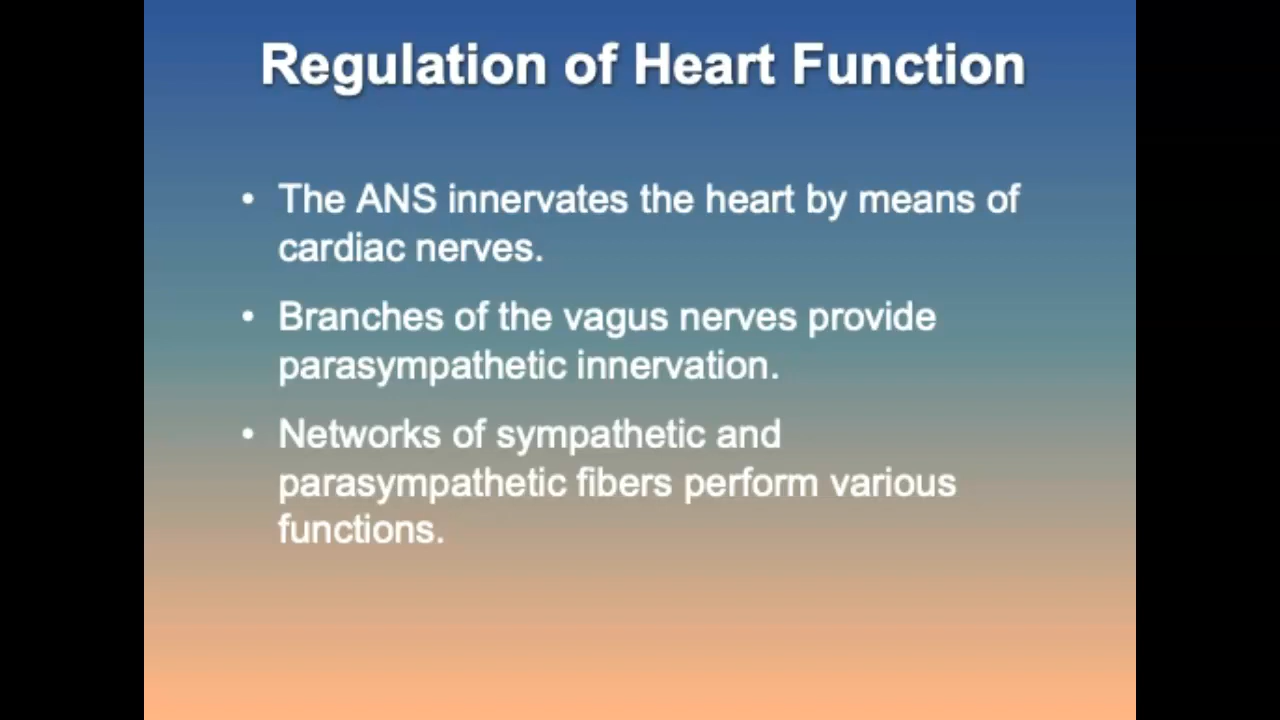 Regulation of Heart Function
• The ANS innervates the heart by means of
cardiac nerves.
• Branches of the vagus nerves provide
parasympathetic innervation.
• Networks of sympathetic and
parasympathetic fibers perform various
functions.